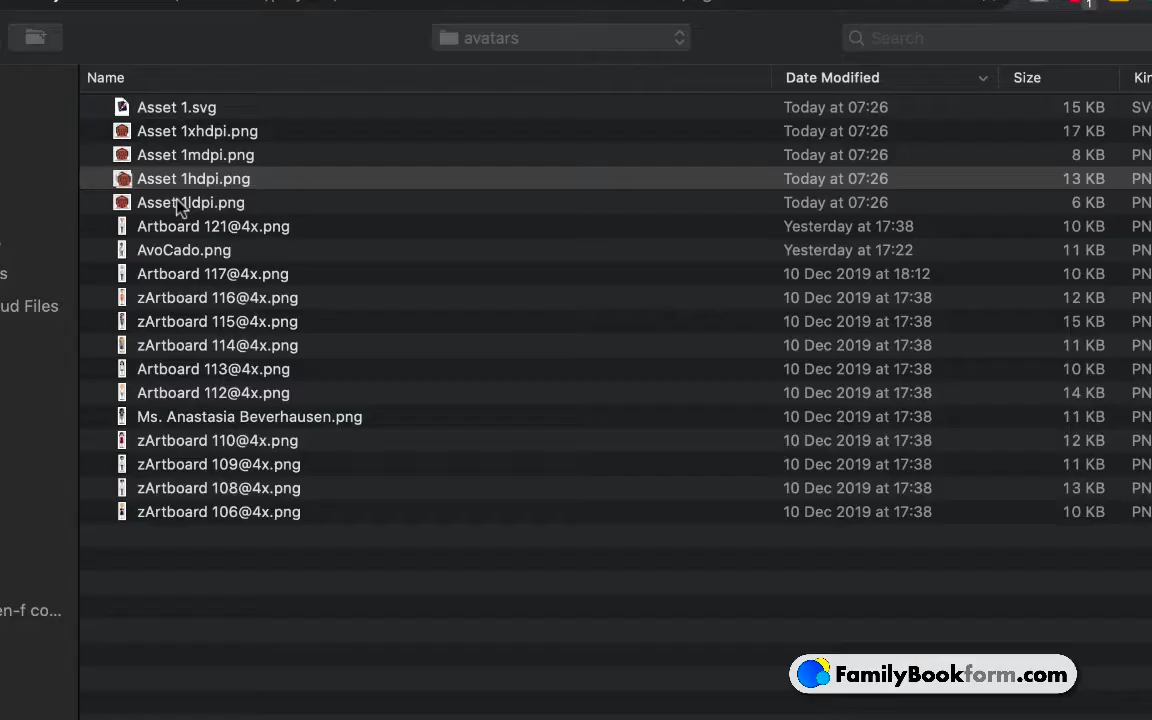 1
avatars
Search
Name Date Modified Size Kin
Asset 1.svg Today at 07:26 15 KB SV
Asset 1xhdpi.png Today at 07:26 17 KB PN
Asset 1mdpi.png Today at 07:26 8 KB PN
Asset 1hdpi.png Today at 07:26 13 KB PN
Asset 1ldpi.png Today at 07:26 6 KB PN
Artboard 121@4x.png Yesterday at 17:38 10 KB PN
AvoCado.png Yesterday at 17:22 11 KB PN
s Artboard 117@4x.png 10 Dec 2019 at 18:12 10 KB PN
zArtboard 116@4x.png 10 Dec 2019 at 17:38 12 KB PN
ud Files
zArtboard 115@4x.png 10 Dec 2019 at 17:38 15 KB PN
zArtboard 114@4x.png 10 Dec 2019 at 17:38 11 KB PN
Artboard 113@4x.png 10 Dec 2019 at 17:38 10 KB PN
Artboard 112@4x.png 10 Dec 2019 at 17:38 14 KB PN
Ms. Anastasia Beverhausen.png 10 Dec 2019 at 17:38 11 KB PN
zArtboard 110@4x.png 10 Dec 2019 at 17:38 12 KB PN
zArtboard 109@4x.png 10 Dec 2019 at 17:38 11 KB PN
zArtboard 108@4x.png 10 Dec 2019 at 17:38 13 KB PN
zArtboard 106@4x.png 10 Dec 2019 at 17:38 10 KB PN
en-f co...
FamilyBookform.com